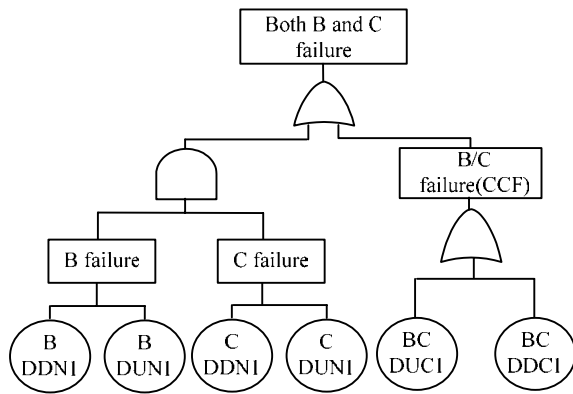 Both B and C
failure
B/C
failure(CCF)
B failure
C failure
B
DDN1
B
DUN1
C
DDN1
C
DUN1
BC
DUC1
BC
DDC1